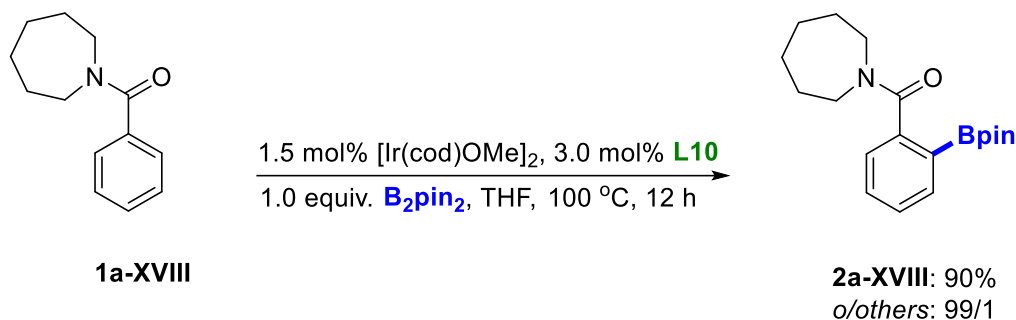 N
O
1a-XVIII
1.5 mol% [Ir(cod)OMe]2, 3.0 mol% L10
1.0 equiv. B2pin2, THF, 100 °C, 12 h
N
O
Bpin
2a-XVIII: 90%
o/others: 99/1